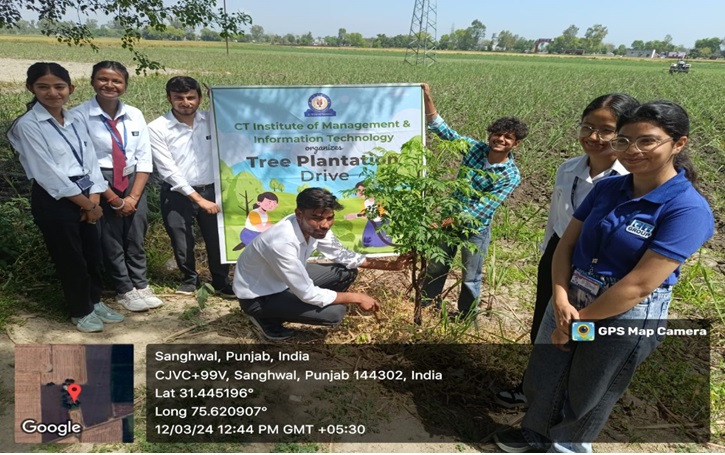 CT Institute of Management &
Information Technology
organizes
Tree Plantation
Drive
GROUP
GPS Map Camera
Sanghwal, Punjab, India
CJVC+99V, Sanghwal, Punjab 144302, India
Lat 31.445196°
Long 75.620907°
12/03/24 12:44 PM GMT +05:30
Google